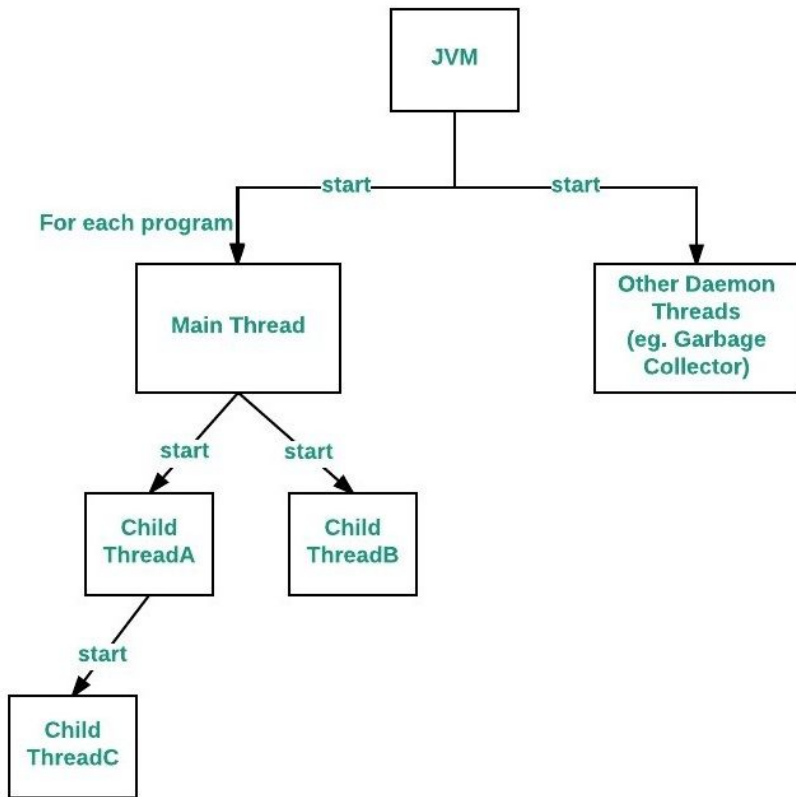 JVM
start
start
For each program
Main Thread
Other Daemon
Threads
(eg. Garbage
Collector)
start
start
Child
ThreadA
Child
ThreadB
start
Child
ThreadC